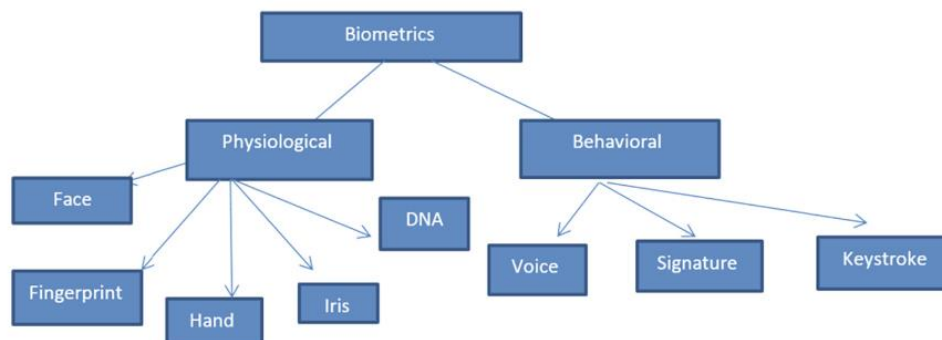 Biometrics
Physiological
Behavioral
Face
DNA
Voice
Signature
Keystroke
Fingerprint
Hand
Iris